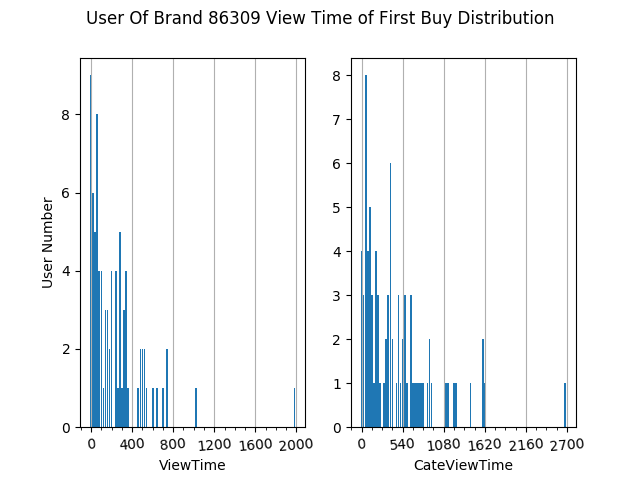 User Of Brand 86309 View Time of First Buy Distribution
User Number
8
6
4
2
0
0 400 800 1200 1600 2000
ViewTime
8
7
6
5
4
3
2
1
0
0 540 1080 1620 2160 2700
CateViewTime